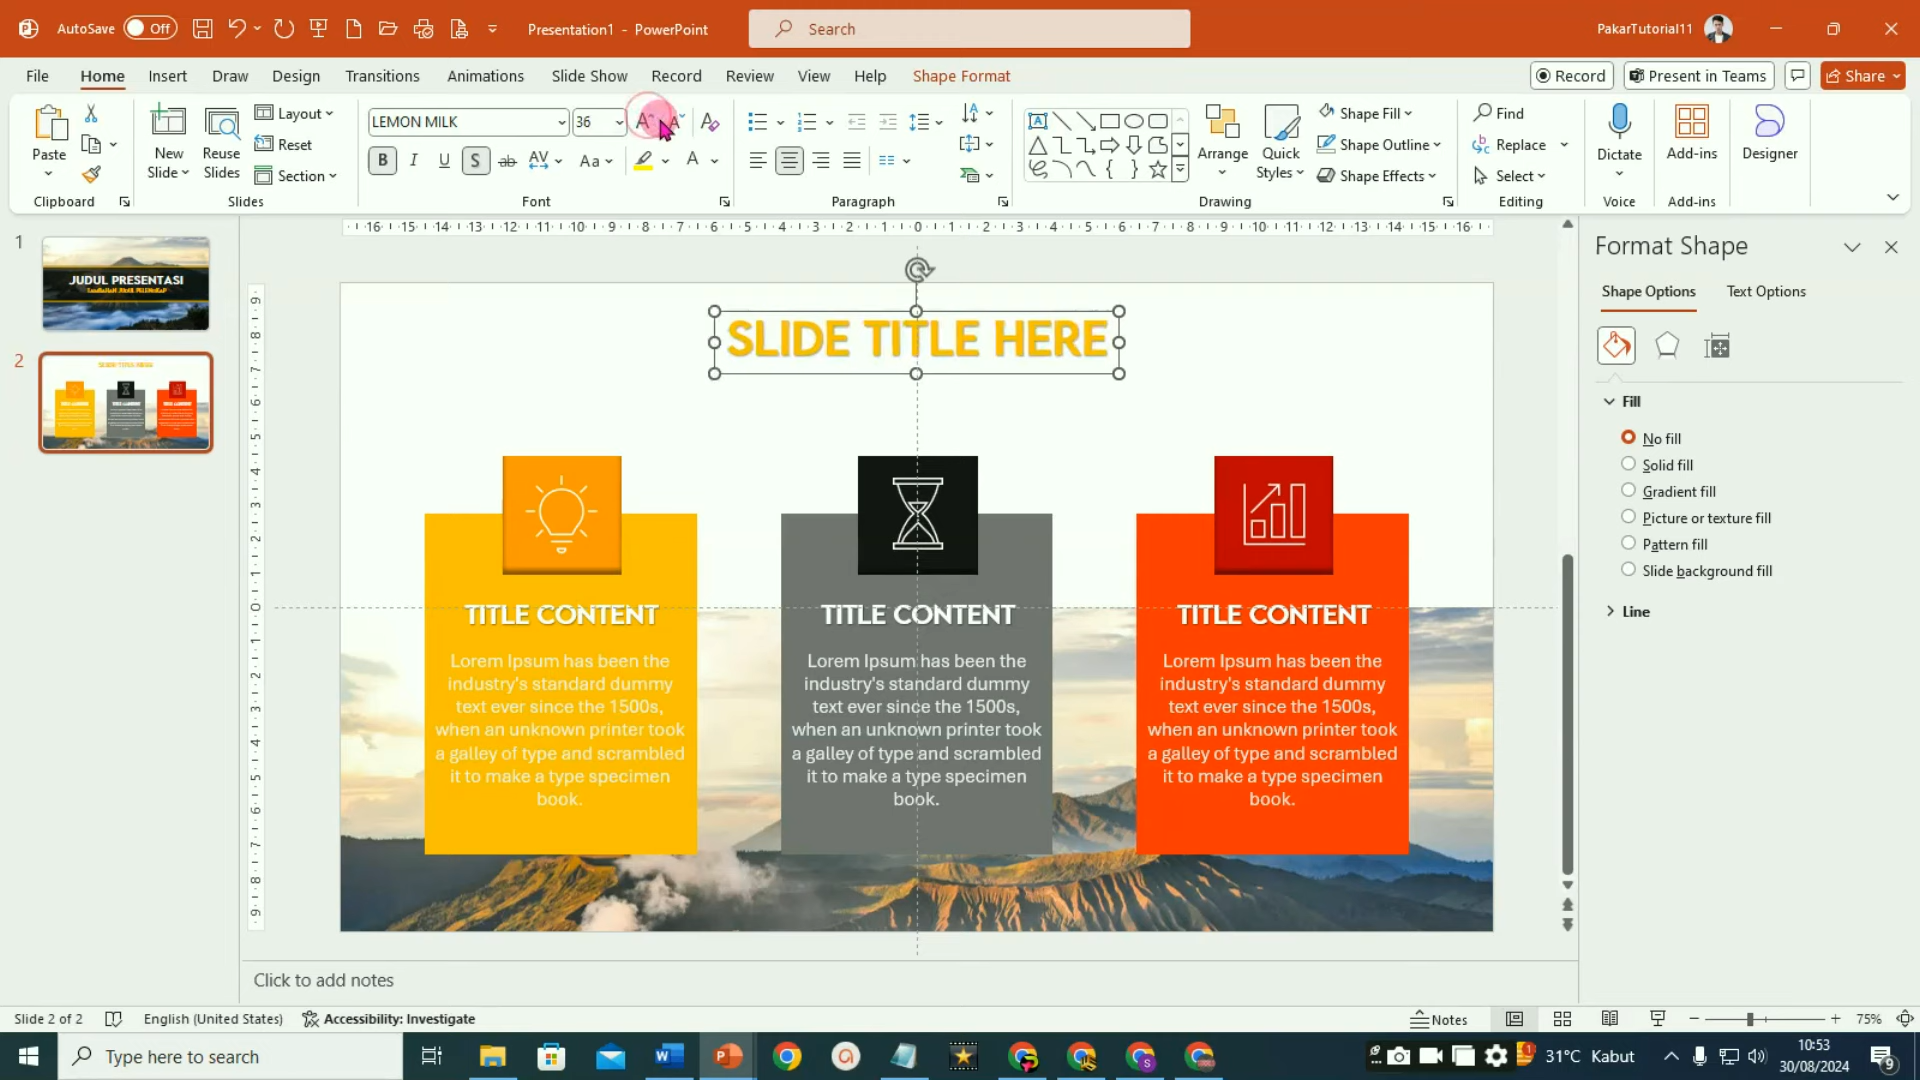 AutoSave Off Presentation1 - PowerPoint Search PakarTutorial11
File Home Insert Draw Design Transitions Animations Slide Show Record Review View Help Shape Format Record Present in Teams Share
Paste
Clipboard
New Slide
Reuse Slides
Layout
Reset
Section
Slides
LEMON MILK 36
B I U S ab AV Aa A
Font
Paragraph
Arrange
Quick Styles
Shape Fill
Shape Outline
Shape Effects
Drawing
Find
Replace
Select
Editing
Dictate
Voice
Add-ins
Add-ins
Designer
1
JUDUL PRESENTASI
2
SLIDE TITLE HERE
TITLE CONTENT
Lorem Ipsum has been the
industry's standard dummy
text ever since the 1500s,
when an unknown printer took
a galley of type and scrambled
it to make a type specimen
book.
TITLE CONTENT
Lorem Ipsum has been the
industry's standard dummy
text ever since the 1500s,
when an unknown printer took
a galley of type and scrambled
it to make a type specimen
book.
TITLE CONTENT
Lorem Ipsum has been the
industry's standard dummy
text ever since the 1500s,
when an unknown printer took
a galley of type and scrambled
it to make a type specimen
book.
Format Shape
Shape Options Text Options
Fill
No fill
Solid fill
Gradient fill
Picture or texture fill
Pattern fill
Slide background fill
Line
Click to add notes
Slide 2 of 2 English (United States) Accessibility: Investigate Notes 75%
Type here to search 31°C Kabut 10:53
30/08/2024
9